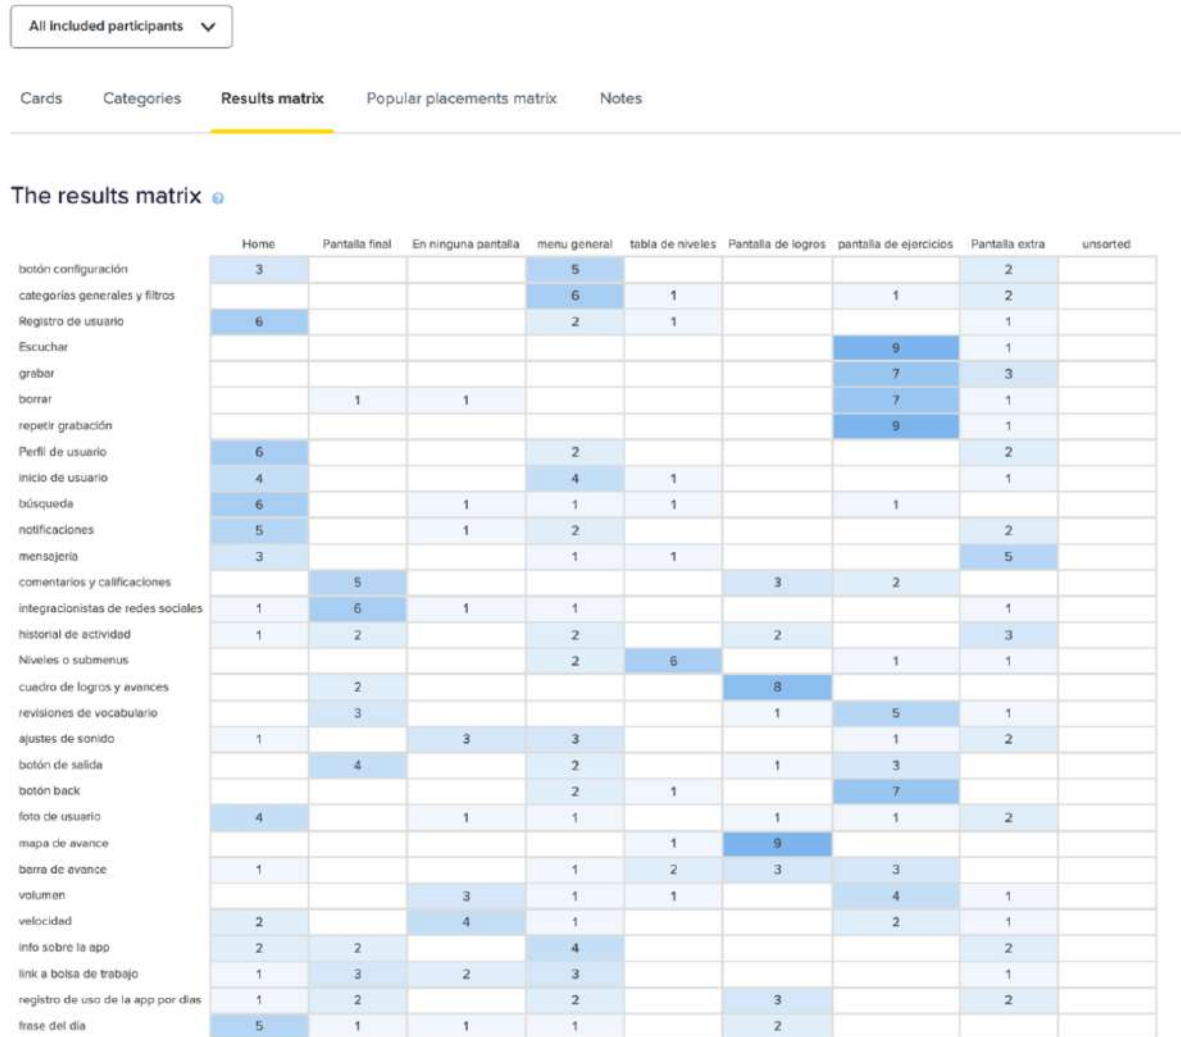 All included participants
Cards Categories Results matrix Popular placements matrix Notes
The results matrix ?
Home Pantalla final En ninguna pantalla menu general tabla de niveles Pantalla de logros pantalla de ejercicios Pantalla extra unsorted
botón configuración 3 5 2
categorías generales y filtros 6 1 1 2
Registro de usuario 6 2 1 1
Escuchar 9 1
grabar 7 3
borrar 1 1 7 1
repetir grabación 9 1
Perfil de usuario 6 2 2
inicio de usuario 4 4 1 1
búsqueda 6 1 1 1 1
notificaciones 5 1 2 2
mensajería 3 1 1 5
comentarios y calificaciones 5 3 2
integracionistas de redes sociales 1 6 1 1 1
historial de actividad 1 2 2 2 3
Niveles o submenus 2 6 1 1
cuadro de logros y avances 2 8
revisiones de vocabulario 3 1 5 1
ajustes de sonido 1 3 3 1 2
botón de salida 4 2 1 3
botón back 2 1 7
foto de usuario 4 1 1 1 1 2
mapa de avance 1 9
barra de avance 1 1 2 3 3
volumen 3 1 1 4 1
velocidad 2 4 1 2 1
info sobre la app 2 2 4 2
link a bolsa de trabajo 1 3 2 3 1
registro de uso de la app por días 1 2 2 3 2
frase del día 5 1 1 1 2